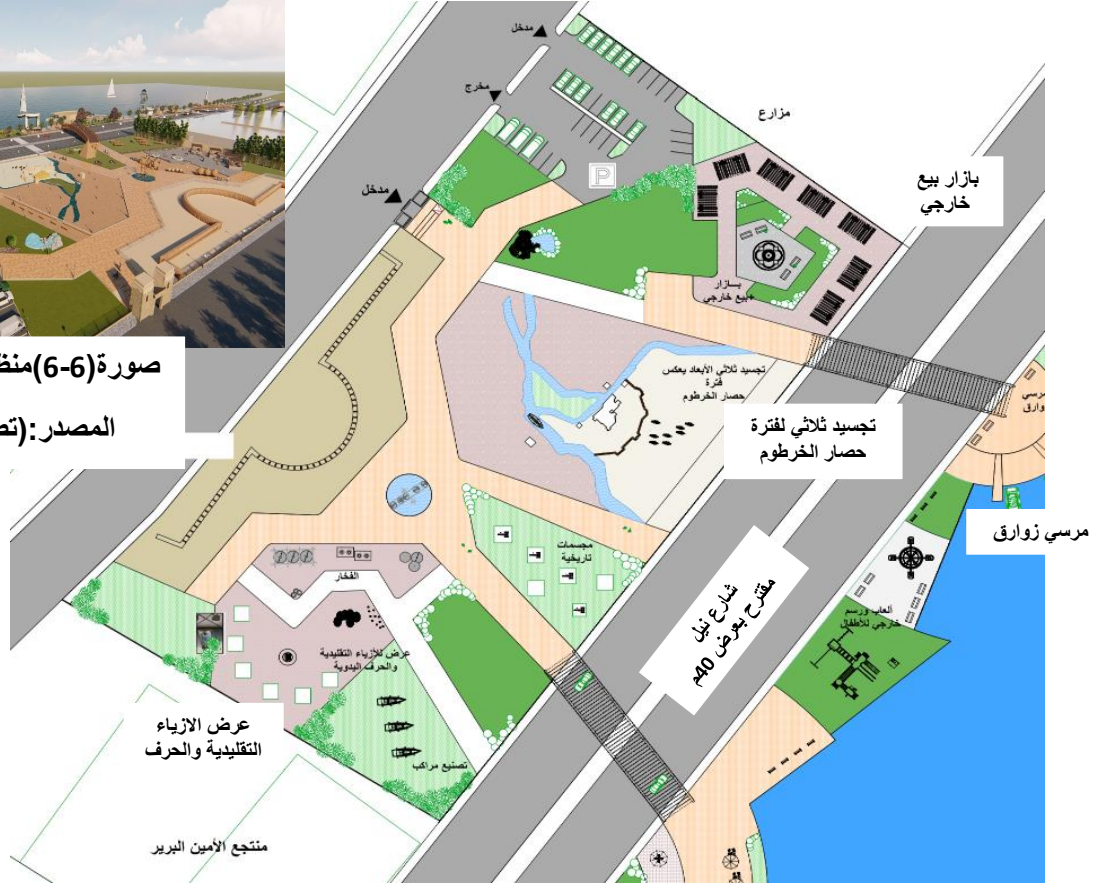 مدخل
مخرج
مدخل
مزارع
P
بازار بيع
خارجي
بازار
+بيع خارجي
صورة(6-6)منظ
المصدر:(تص
تجسيد ثلاثي الأبعاد يعكس
فترة
حصار الخرطوم
تجسيد ثلاثي لفترة
حصار الخرطوم
مرسي
زوارق
مرسي زوارق
مجسمات
تاريخية
شارع نيل
مقترح بعرض 40م
الفخار
ألعاب ورسم
خارجي للأطفال
عرض للأزياء التقليدية
والحرف اليدوية
عرض الازياء
التقليدية والحرف
تصنيع مراكب
منتجع الأمين البرير